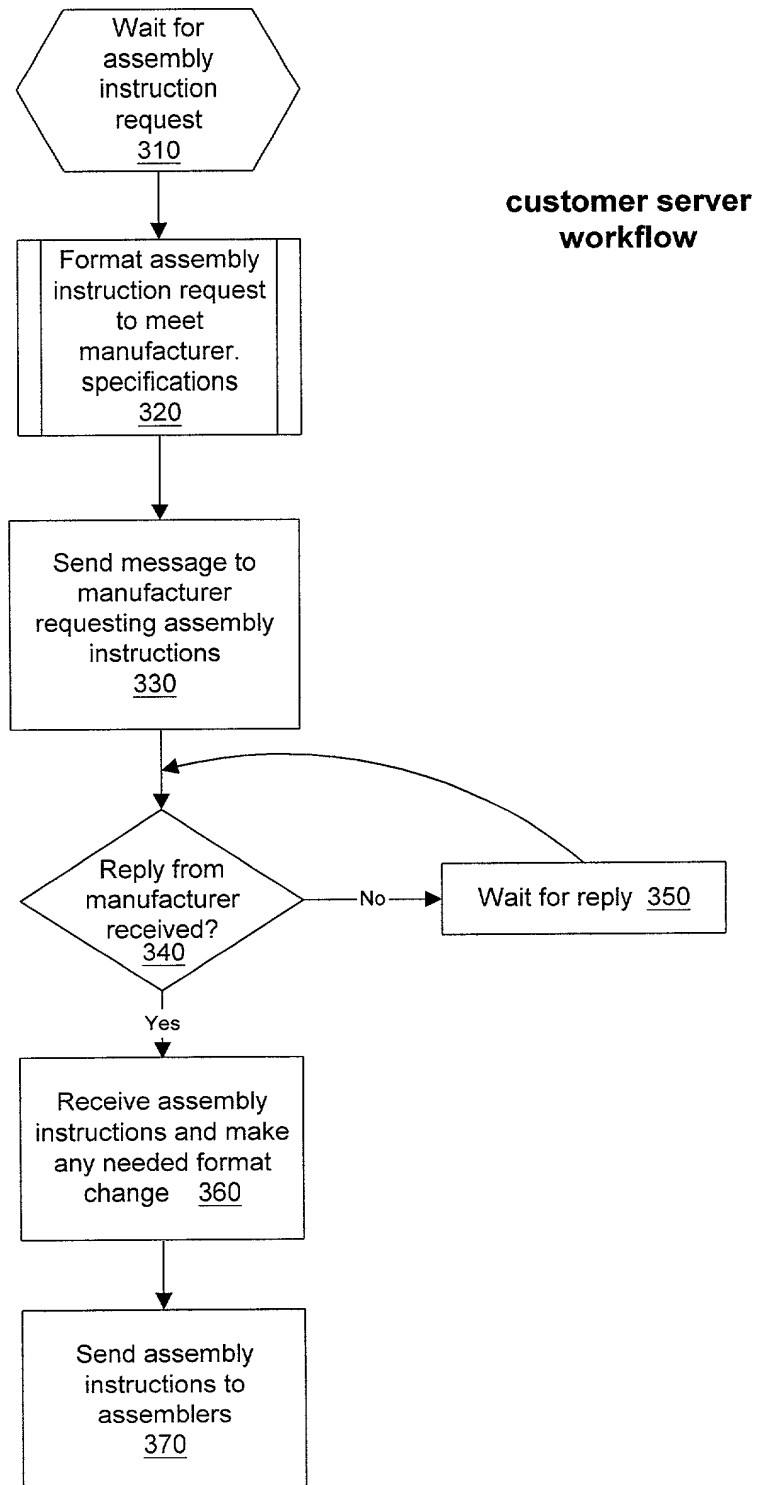 Wait for
assembly
instruction
request
310
customer server
workflow
Format assembly
instruction request
to meet
manufacturer.
specifications
320
Send message to
manufacturer
requesting assembly
instructions
330
Reply from
manufacturer
received?
340
No
Wait for reply 350
Yes
Receive assembly
instructions and make
any needed format
change 360
Send assembly
instructions to
assemblers
370